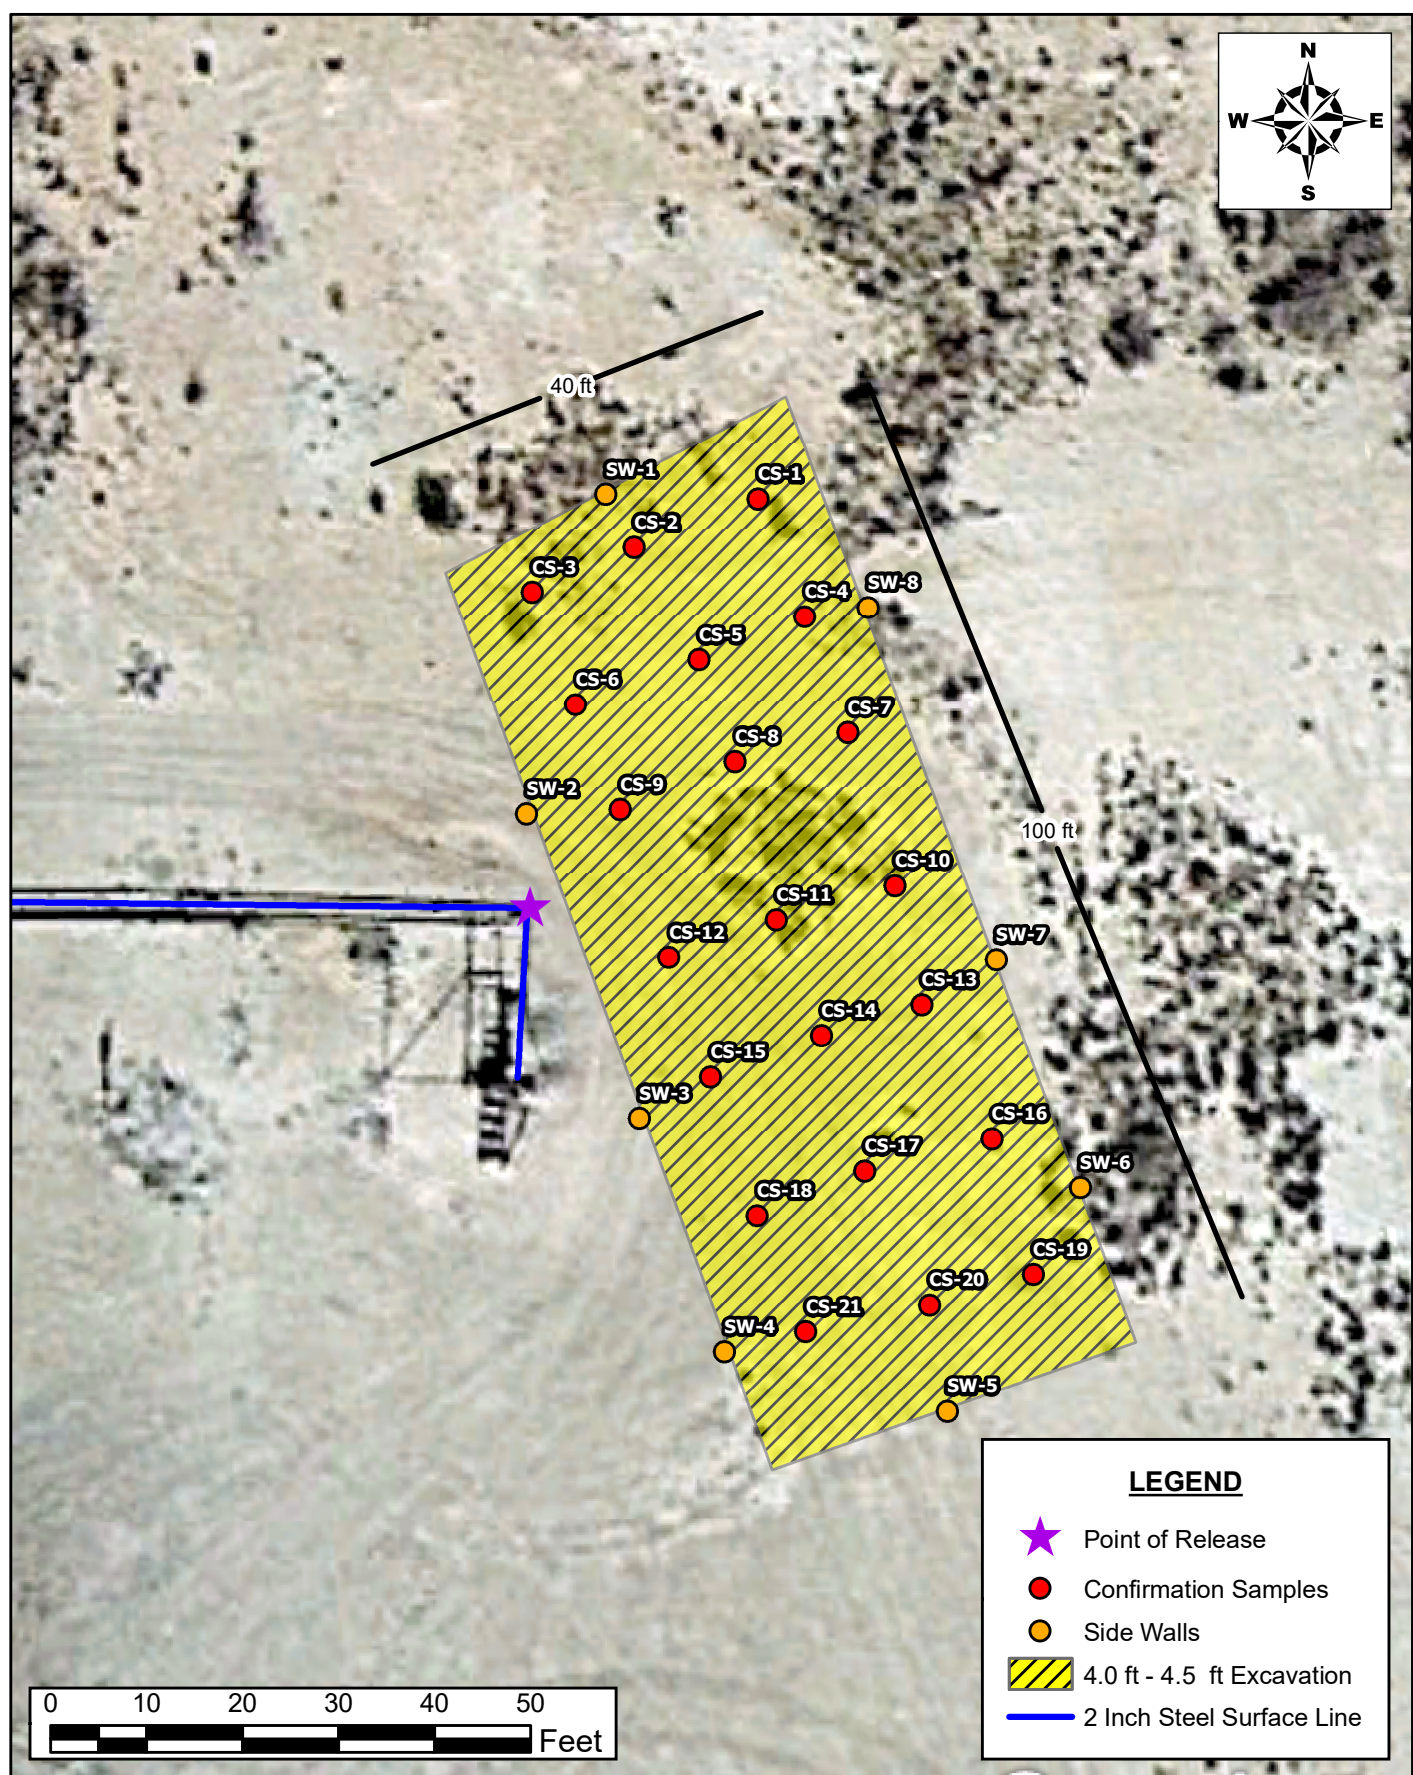 N
W E
S
40 ft
SW-1
CS-1
CS-2
CS-3
SW-8
CS-4
CS-5
CS-6
CS-7
CS-8
CS-9
SW-2
100 ft
CS-10
CS-11
CS-12
SW-7
CS-13
CS-14
CS-15
SW-3
CS-16
CS-17
SW-6
CS-18
CS-19
CS-20
CS-21
SW-4
SW-5
LEGEND
Point of Release
Confirmation Samples
Side Walls
4.0 ft - 4.5 ft Excavation
2 Inch Steel Surface Line
0 10 20 30 40 50
Feet